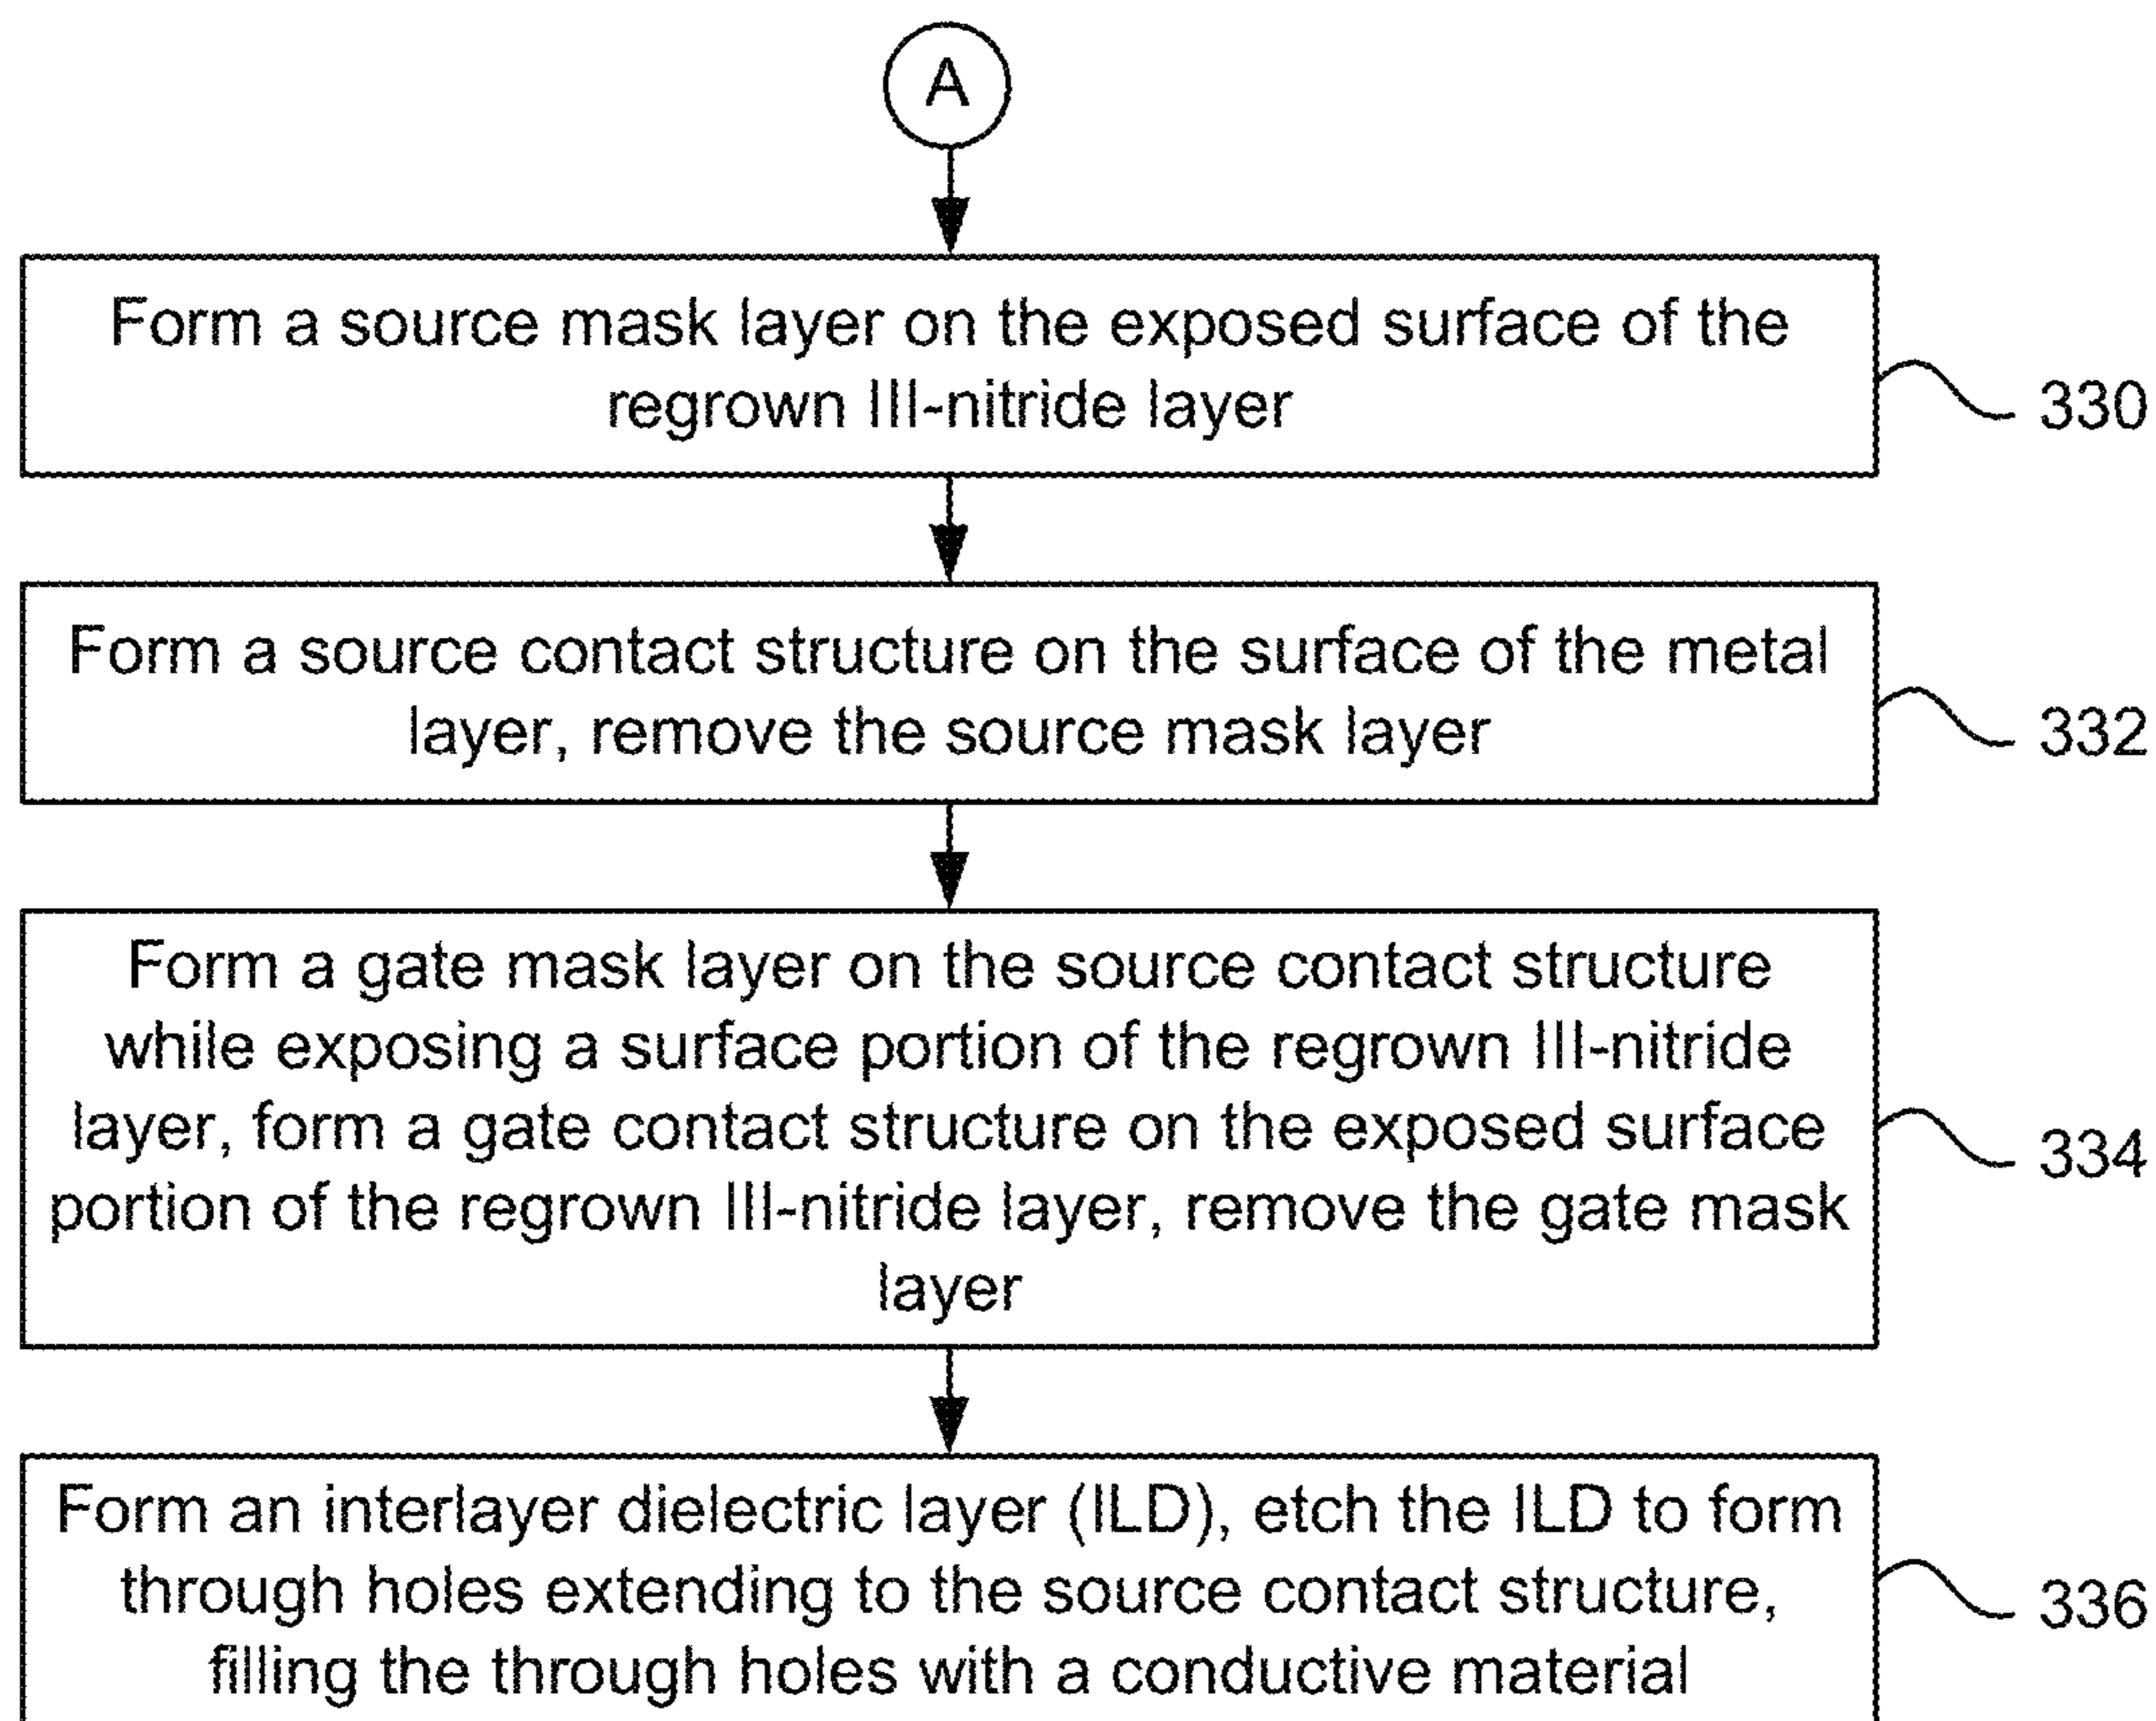 A
Form a source mask layer on the exposed surface of the
regrown III-nitride layer
330
Form a source contact structure on the surface of the metal
layer, remove the source mask layer
332
Form a gate mask layer on the source contact structure
while exposing a surface portion of the regrown III-nitride
layer, form a gate contact structure on the exposed surface
portion of the regrown III-nitride layer, remove the gate mask
layer
334
Form an interlayer dielectric layer (ILD), etch the ILD to form
through holes extending to the source contact structure,
filling the through holes with a conductive material
336